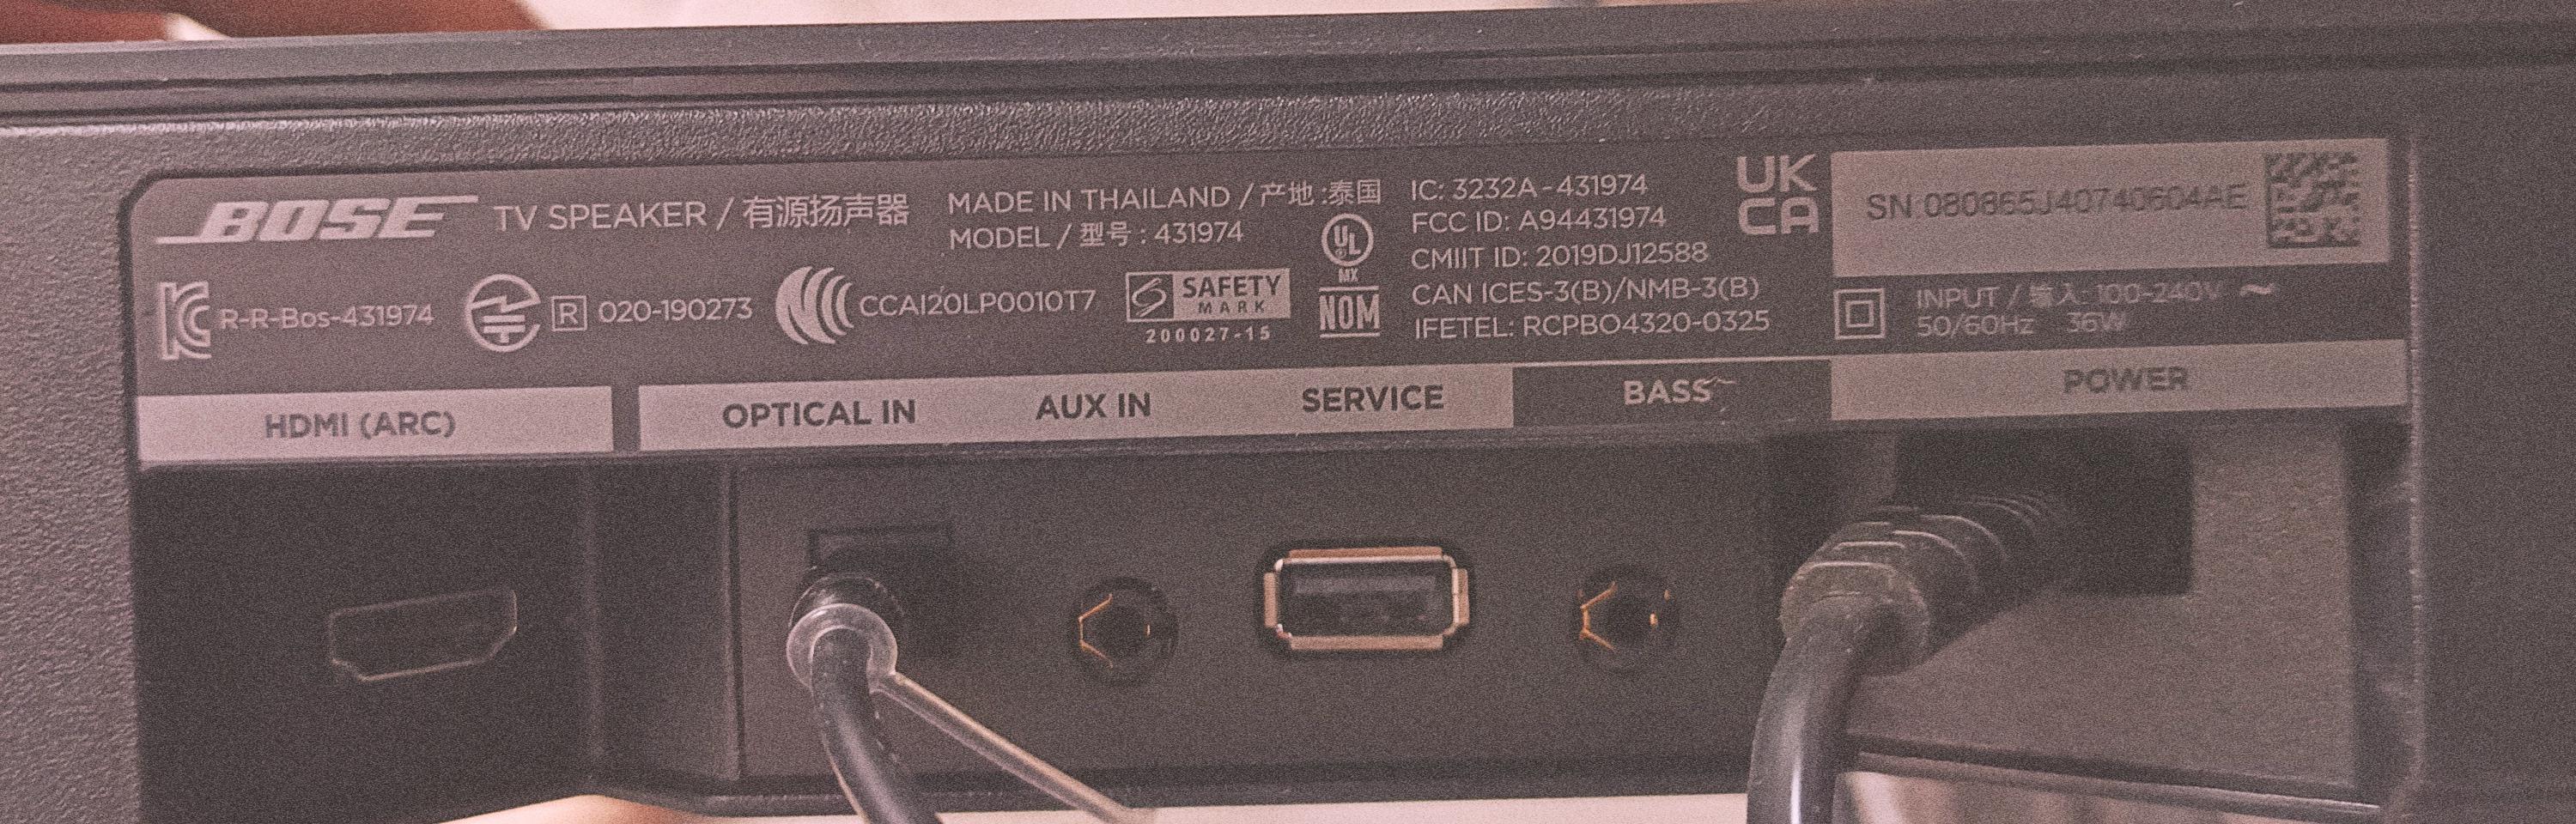 BOSE TV SPEAKER / 有源扬声器
MADE IN THAILAND / 产地 :泰国
MODEL / 型号 : 431974
R-R-Bos-431974
R 020-190273
CCAI20LP0010T7
SAFETY
MARK
200027-15
UL
MX
NOM
IC: 3232A-431974
FCC ID: A94431974
CMIIT ID: 2019DJ12588
CAN ICES-3(B)/NMB-3(B)
IFETEL: RCPBO4320-0325
UK
CA
SN 080865J40740604AE
INPUT / 输入: 100-240V ~
50/60Hz 36W
HDMI (ARC)
OPTICAL IN
AUX IN
SERVICE
BASS
POWER